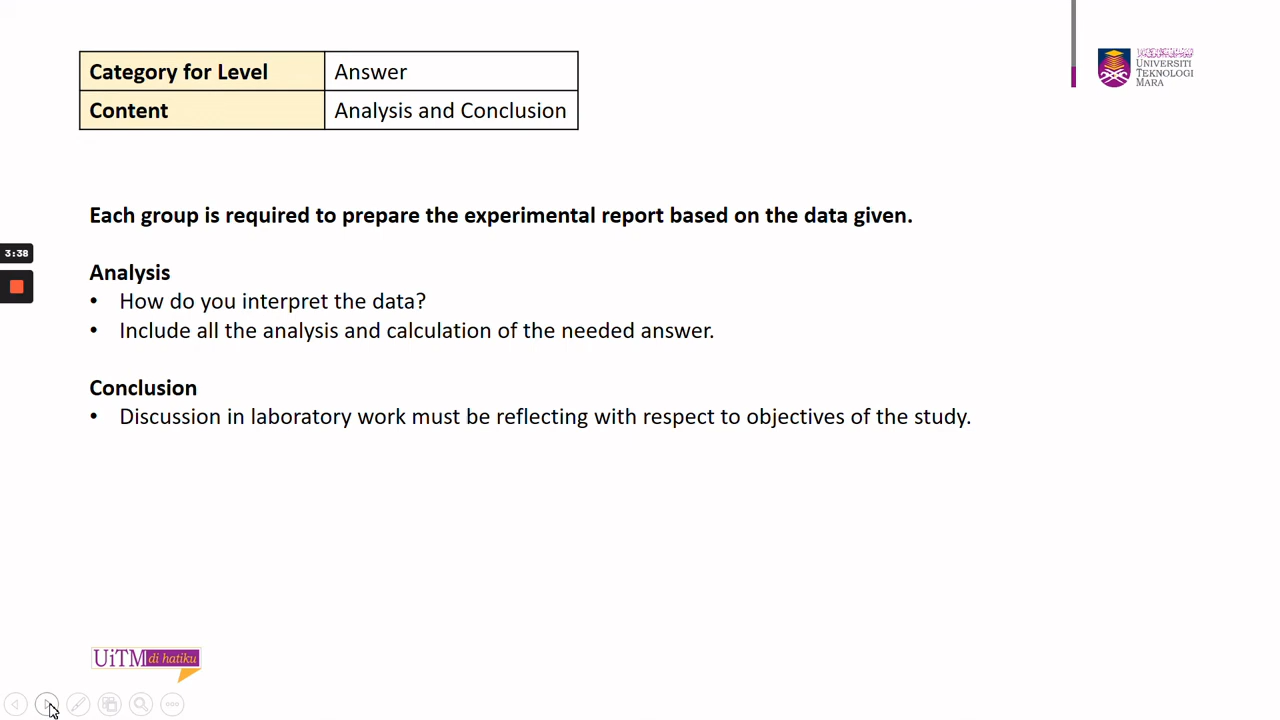 Category for Level Answer
Content Analysis and Conclusion
UNIVERSITI
TEKNOLOGI
MARA
Each group is required to prepare the experimental report based on the data given.
3:38
Analysis
• How do you interpret the data?
• Include all the analysis and calculation of the needed answer.
Conclusion
• Discussion in laboratory work must be reflecting with respect to objectives of the study.
UiTM di hatiku